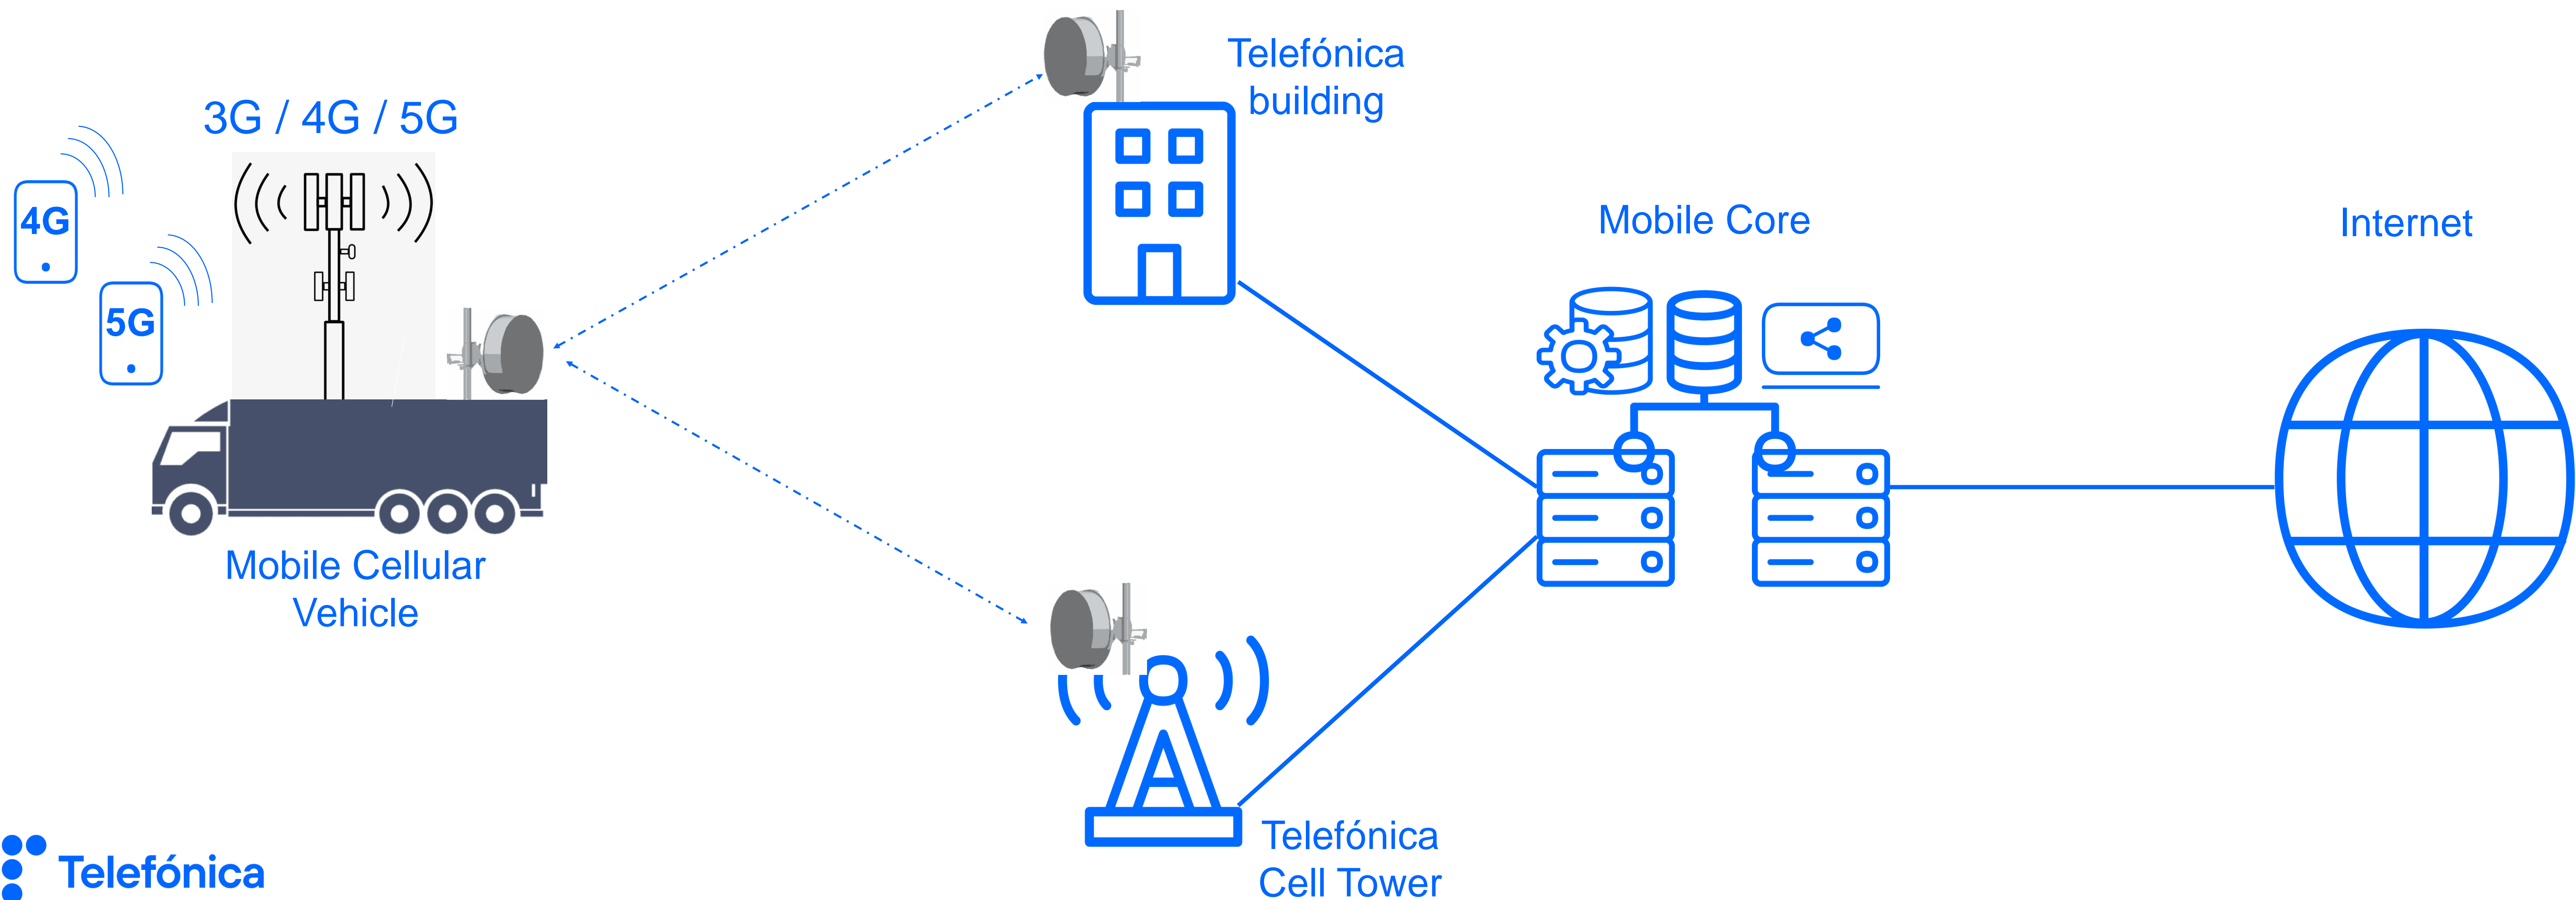 3G / 4G / 5G
4G
5G
Mobile Cellular
Vehicle
Telefónica
building
Telefónica
Cell Tower
Mobile Core
Internet
Telefónica